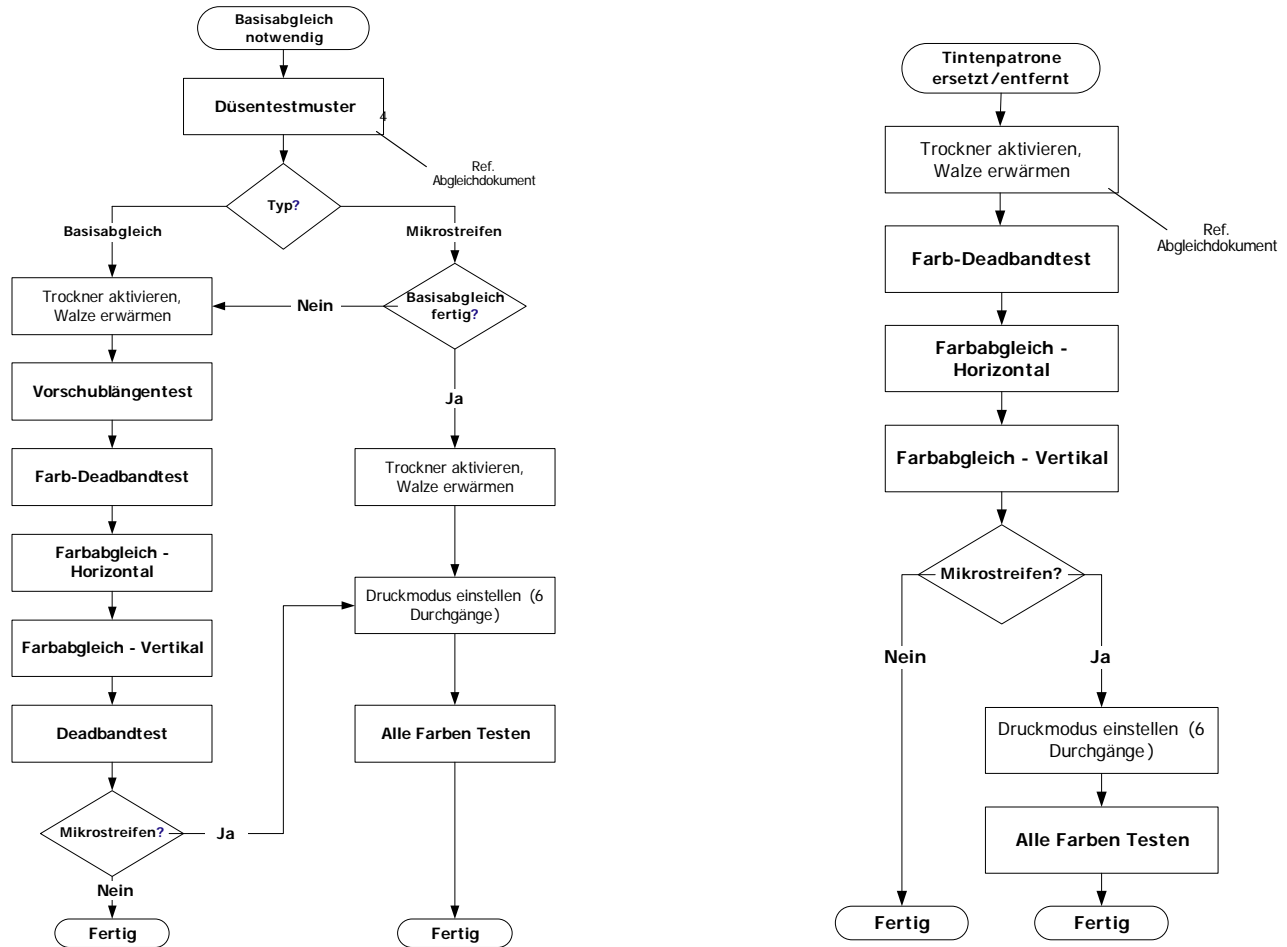 Basisabgleich
notwendig
Düsentestmuster
4
Ref.
Abgleichdokument
Typ?
Basisabgleich
Mikrostreifen
Trockner aktivieren,
Walze erwärmen
Nein
Basisabgleich
fertig?
Vorschublängentest
Ja
Farb-Deadbandtest
Trockner aktivieren,
Walze erwärmen
Farbabgleich -
Horizontal
Druckmodus einstellen (6
Durchgänge)
Farbabgleich - Vertikal
Deadbandtest
Alle Farben Testen
Mikrostreifen?
Ja
Nein
Fertig
Fertig
Tintenpatrone
ersetzt/entfernt
Trockner aktivieren,
Walze erwärmen
Ref.
Abgleichdokument
Farb-Deadbandtest
Farbabgleich -
Horizontal
Farbabgleich - Vertikal
Mikrostreifen?
Nein
Ja
Druckmodus einstellen (6
Durchgänge)
Alle Farben Testen
Fertig
Fertig